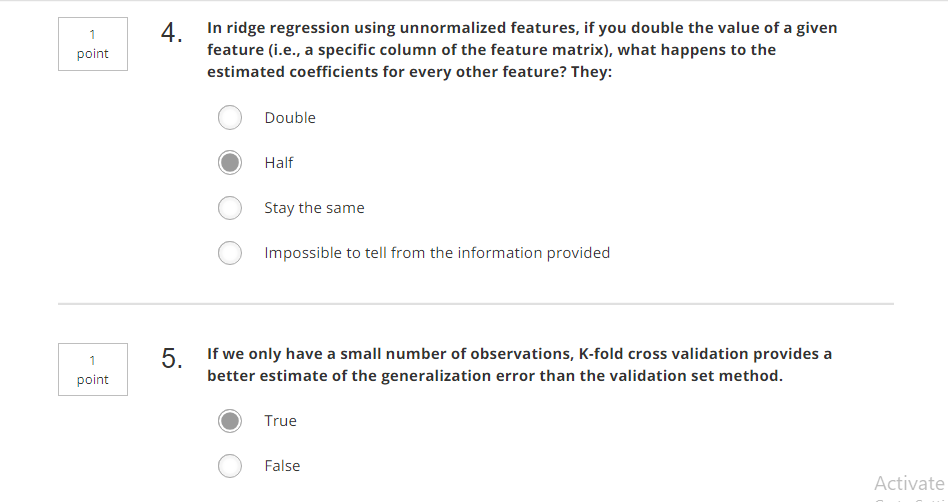 1
point
4.
In ridge regression using unnormalized features, if you double the value of a given
feature (i.e., a specific column of the feature matrix), what happens to the
estimated coefficients for every other feature? They:
Double
Half
Stay the same
Impossible to tell from the information provided
1
point
5.
If we only have a small number of observations, K-fold cross validation provides a
better estimate of the generalization error than the validation set method.
True
False
Activate